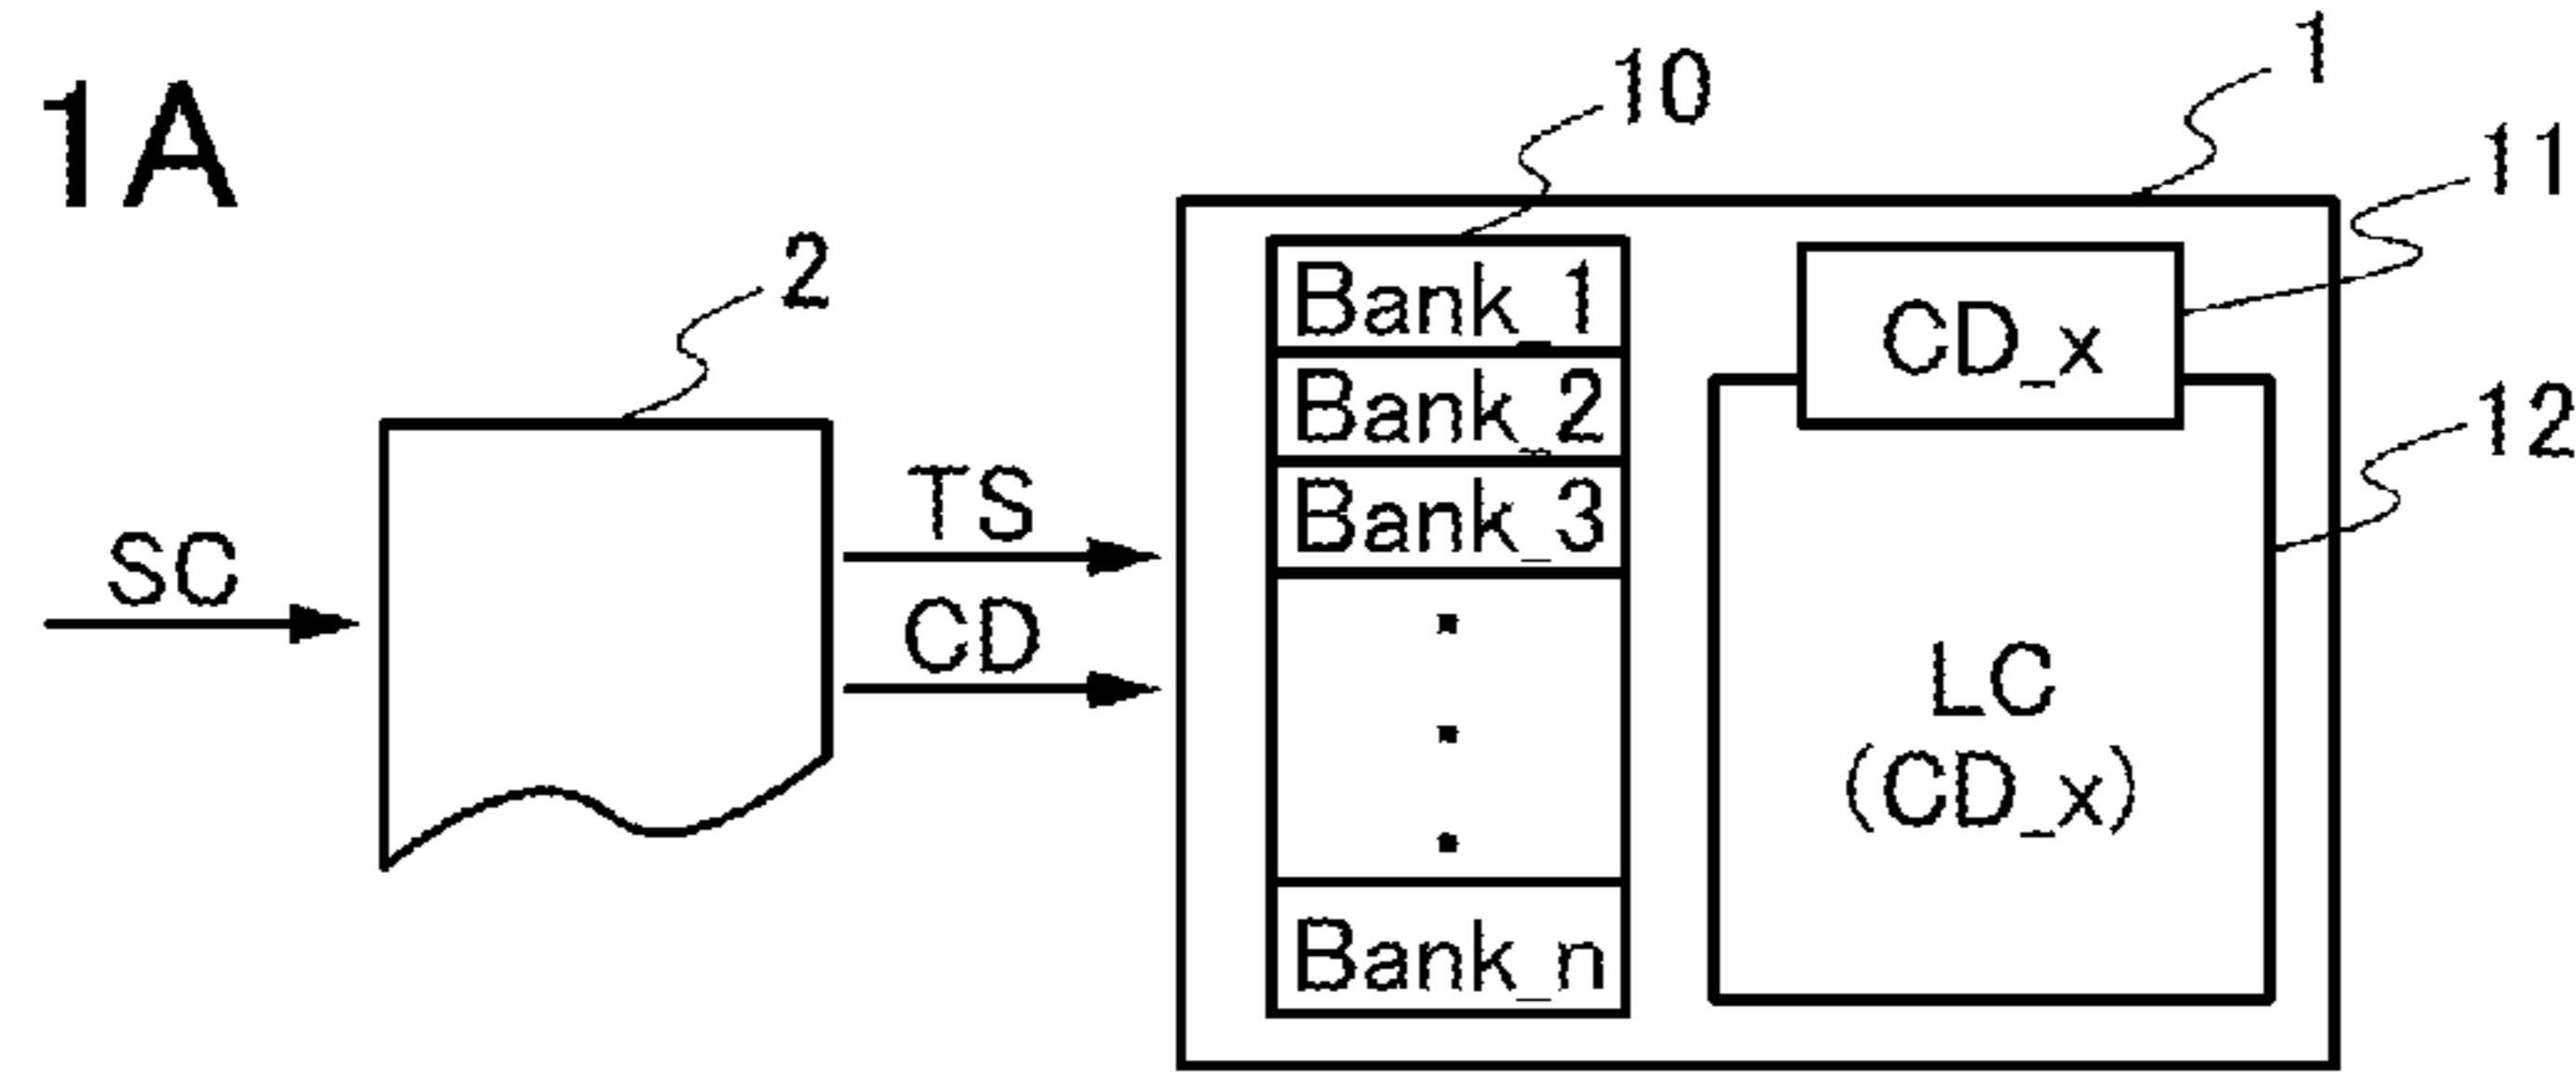 1A
1
10
11
2
Bank_1
CD_x
Bank_2
12
TS
Bank_3
SC
CD
LC
(CD_x)
Bank_n